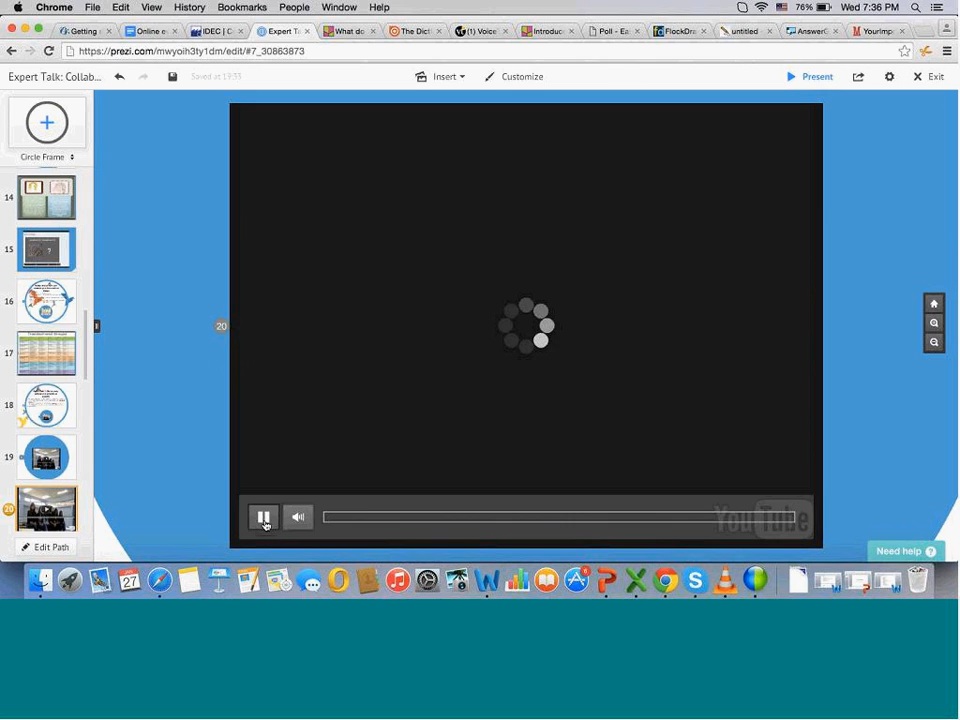 Chrome File Edit View History Bookmarks People Window Help 76% Wed 7:36 PM
Getting Online e IDEC | C Expert Ta What do The Dict (1) Voice Introduc Poll - Ea FlockDra untitled AnswerG YourImp
https://prezi.com/mwyoih3ty1dm/edit/#7_30863873
Expert Talk: Collab... Saved at 19:33 Insert Customize Present Exit
Circle Frame
14
15
16
17
18
19
20
20
YouTube
Edit Path
Need help ?
27